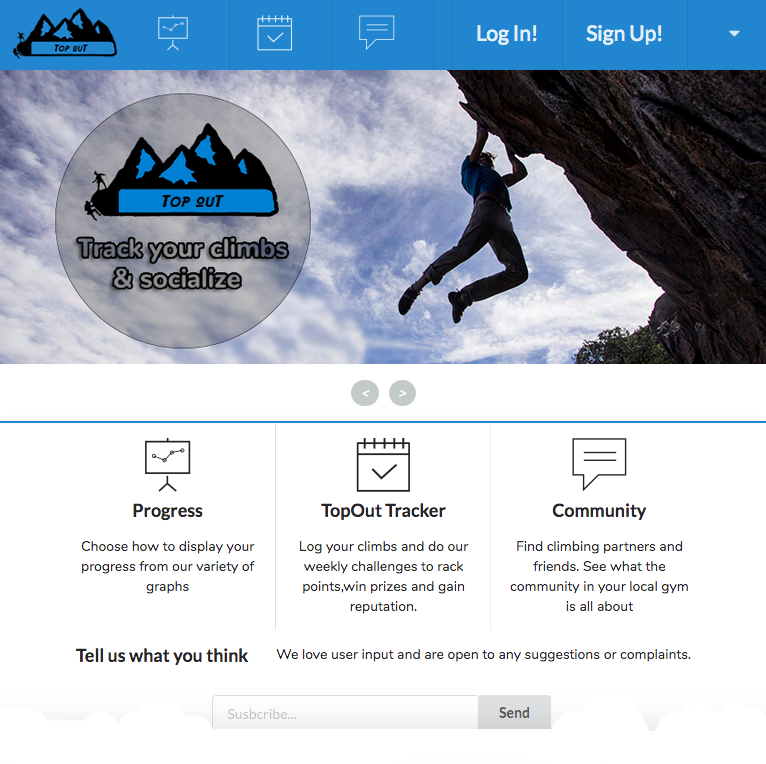 TOP OUT
Log In!
Sign Up!
TOP OUT
Track your climbs
& socialize
<
>
Progress
TopOut Tracker
Community
Choose how to display your
progress from our variety of
graphs
Log your climbs and do our
weekly challenges to rack
points,win prizes and gain
reputation.
Find climbing partners and
friends. See what the
community in your local gym
is all about
Tell us what you think
We love user input and are open to any suggestions or complaints.
Susbcribe...
Send